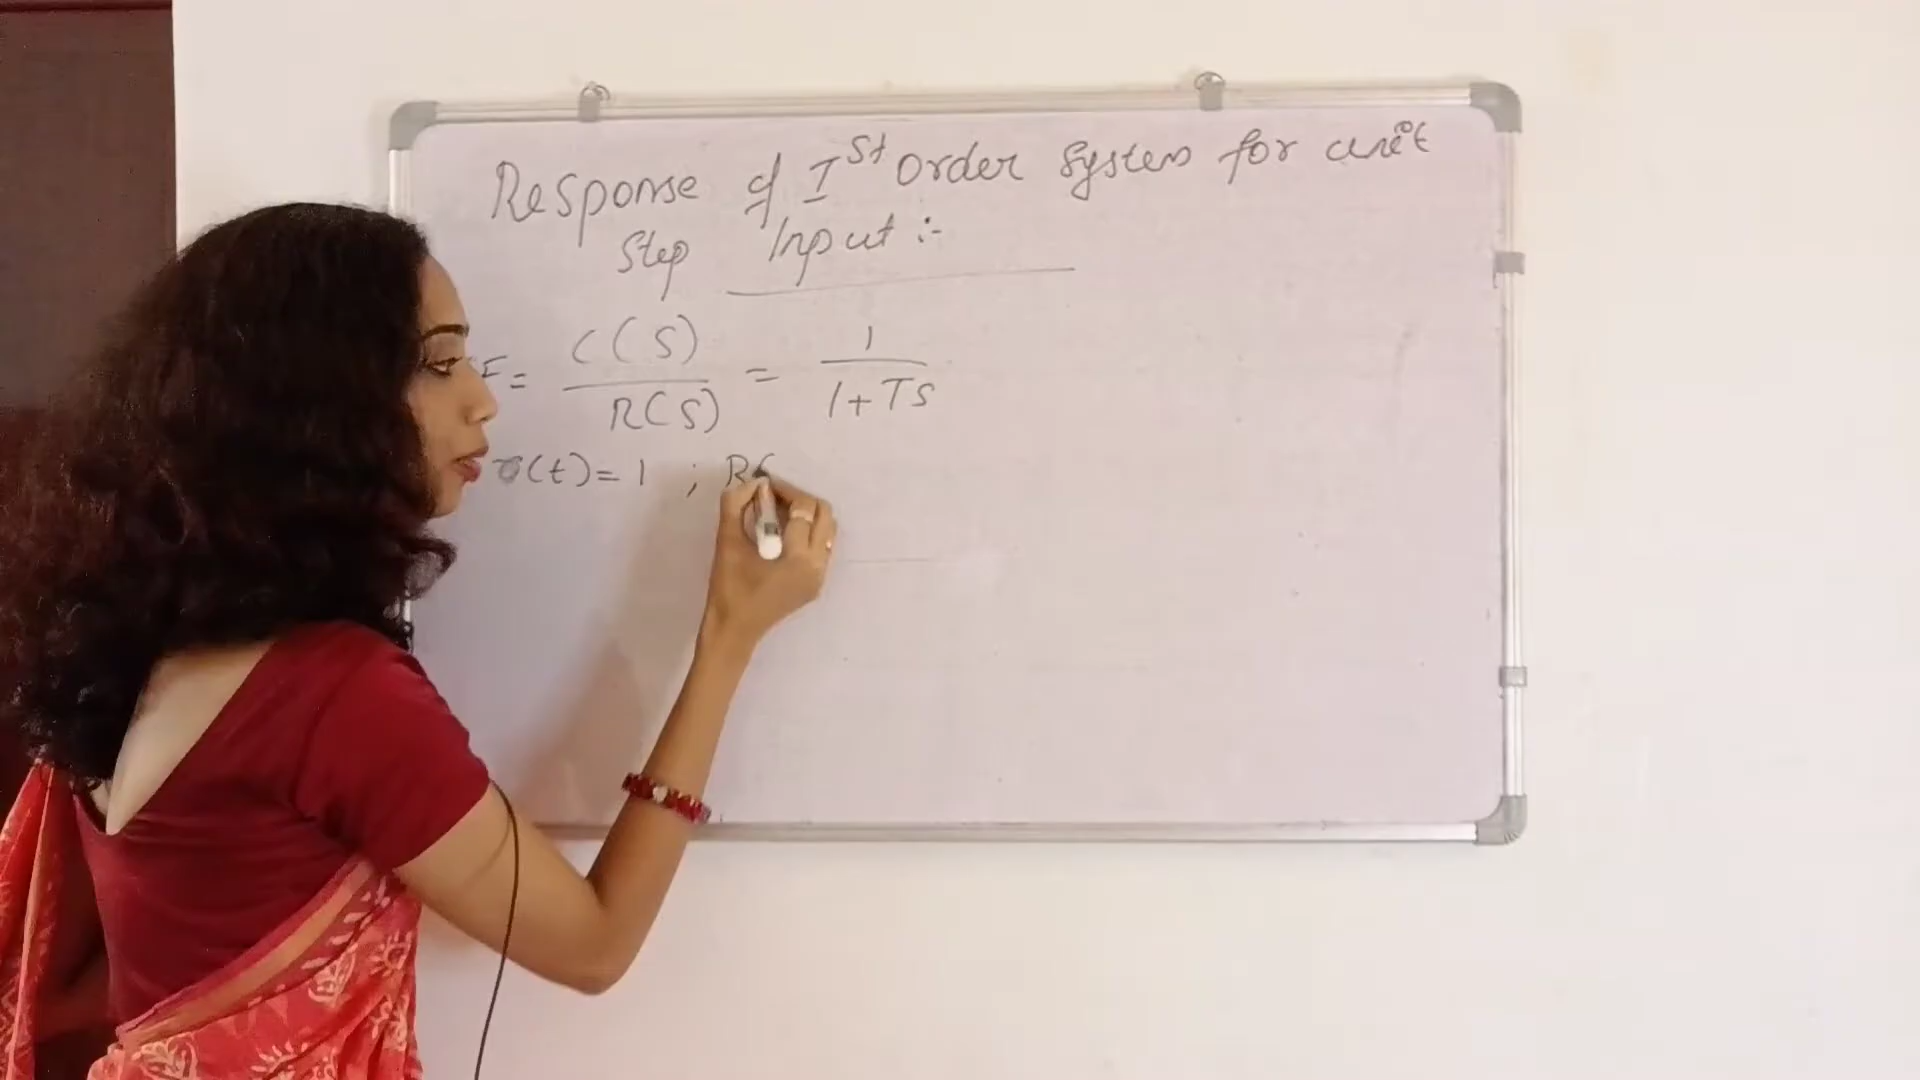 Response of Ist order system for unit
Step Input :-
F = C(S) / R(S) = 1 / 1+Ts
r(t) = 1 ; R(